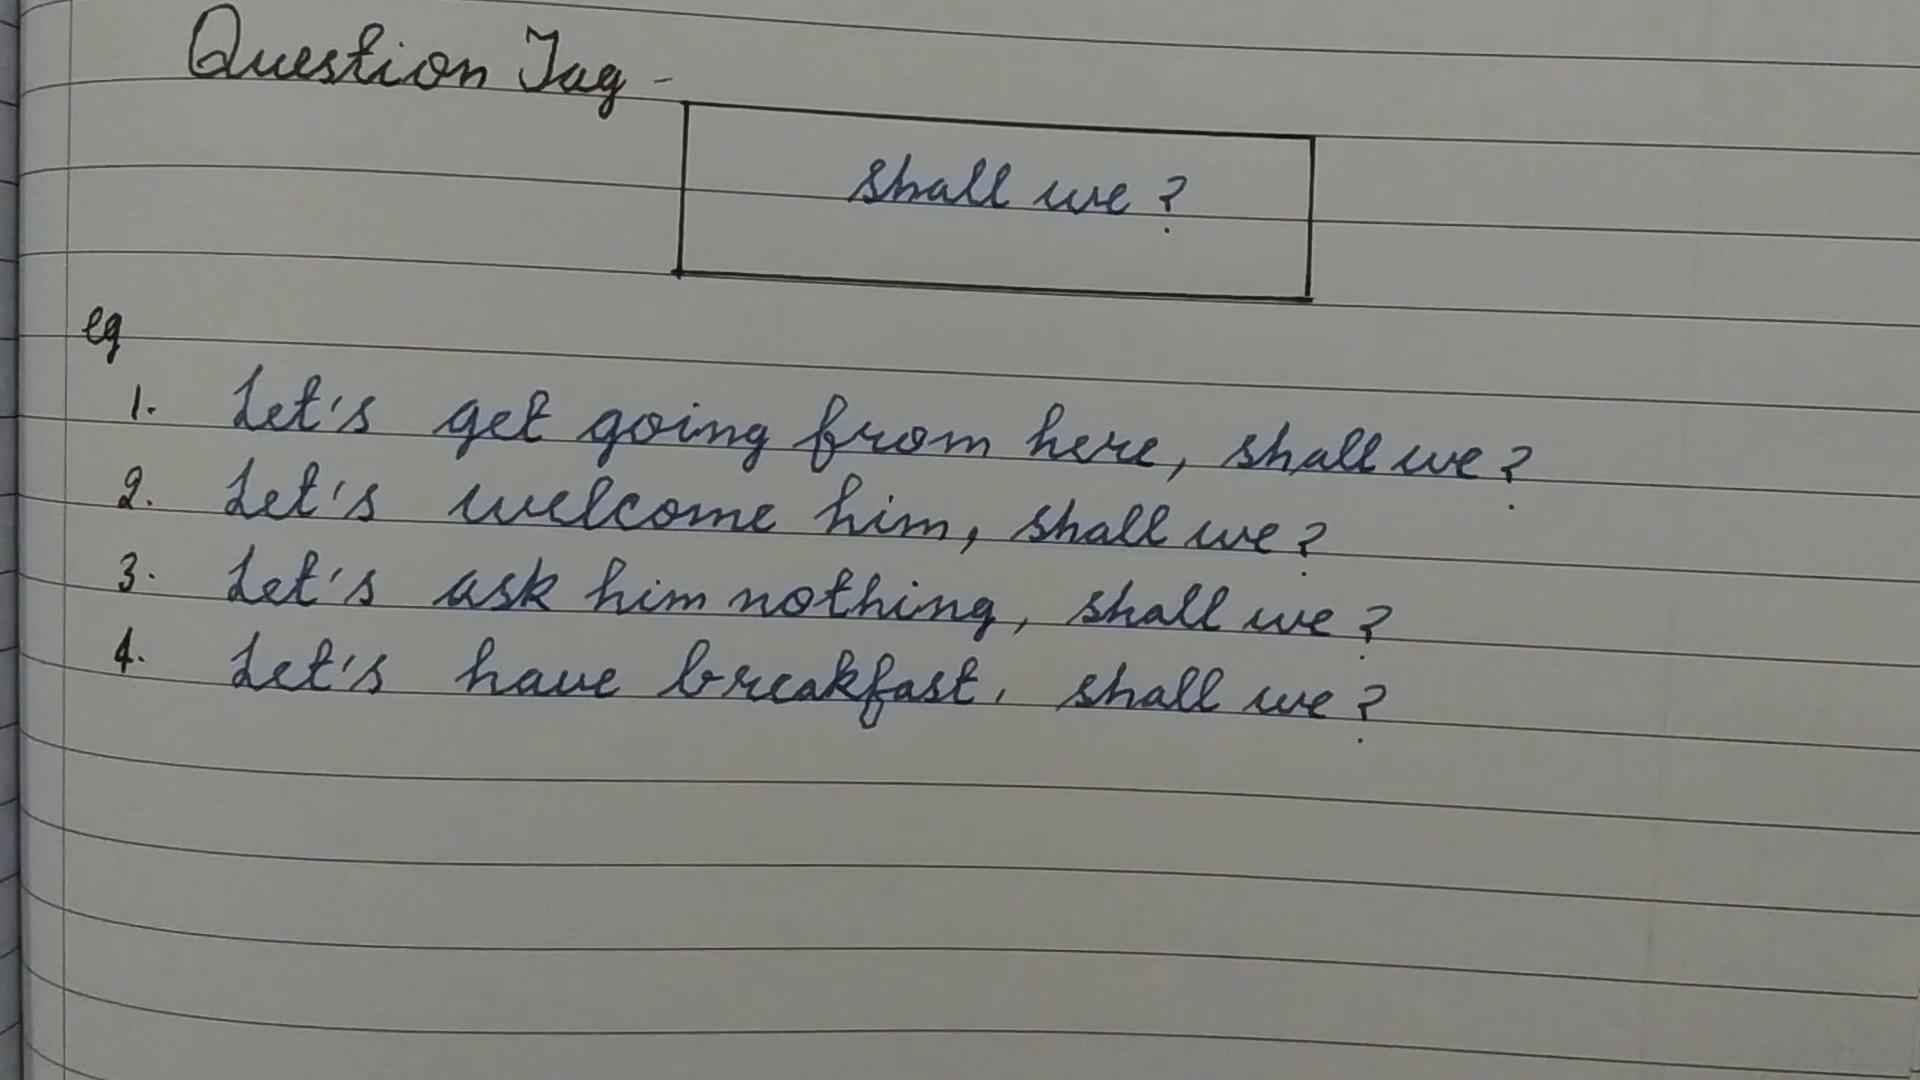 Question Tag -
shall we ?
eg
1. Let's get going from here, shall we ?
2. Let's welcome him, shall we ?
3. Let's ask him nothing, shall we ?
4. Let's have breakfast, shall we ?